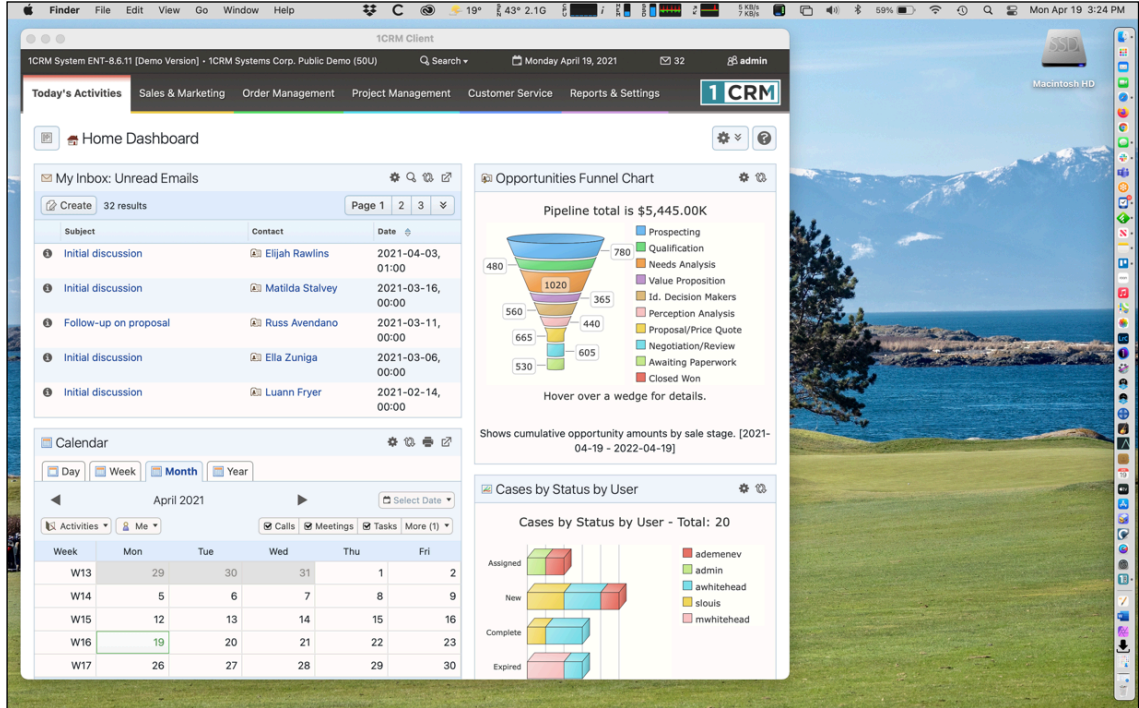 Finder File Edit View Go Window Help 19° 43° 2.1G 5 KB/s 7 KB/s 59% Mon Apr 19 3:24 PM
1CRM Client
1CRM System ENT-8.6.11 [Demo Version] • 1CRM Systems Corp. Public Demo (50U) Search Monday April 19, 2021 32 admin
Today's Activities Sales & Marketing Order Management Project Management Customer Service Reports & Settings 1 CRM
Macintosh HD
Home Dashboard
My Inbox: Unread Emails
Create 32 results Page 1 2 3
Subject Contact Date
Initial discussion Elijah Rawlins 2021-04-03,
01:00
Initial discussion Matilda Stalvey 2021-03-16,
00:00
Follow-up on proposal Russ Avendano 2021-03-11,
00:00
Initial discussion Ella Zuniga 2021-03-06,
00:00
Initial discussion Luann Fryer 2021-02-14,
00:00
Calendar
Day Week Month Year
April 2021 Select Date
Activities Me Calls Meetings Tasks More (1)
Week Mon Tue Wed Thu Fri
W13 29 30 31 1 2
W14 5 6 7 8 9
W15 12 13 14 15 16
W16 19 20 21 22 23
W17 26 27 28 29 30
Opportunities Funnel Chart
Pipeline total is $5,445.00K
780
480
1020
365
560
440
665
605
530
Prospecting
Qualification
Needs Analysis
Value Proposition
Id. Decision Makers
Perception Analysis
Proposal/Price Quote
Negotiation/Review
Awaiting Paperwork
Closed Won
Hover over a wedge for details.
Shows cumulative opportunity amounts by sale stage. [2021-
04-19 - 2022-04-19]
Cases by Status by User
Cases by Status by User - Total: 20
Assigned
New
Complete
Expired
ademenev
admin
awhitehead
slouis
mwhitehead